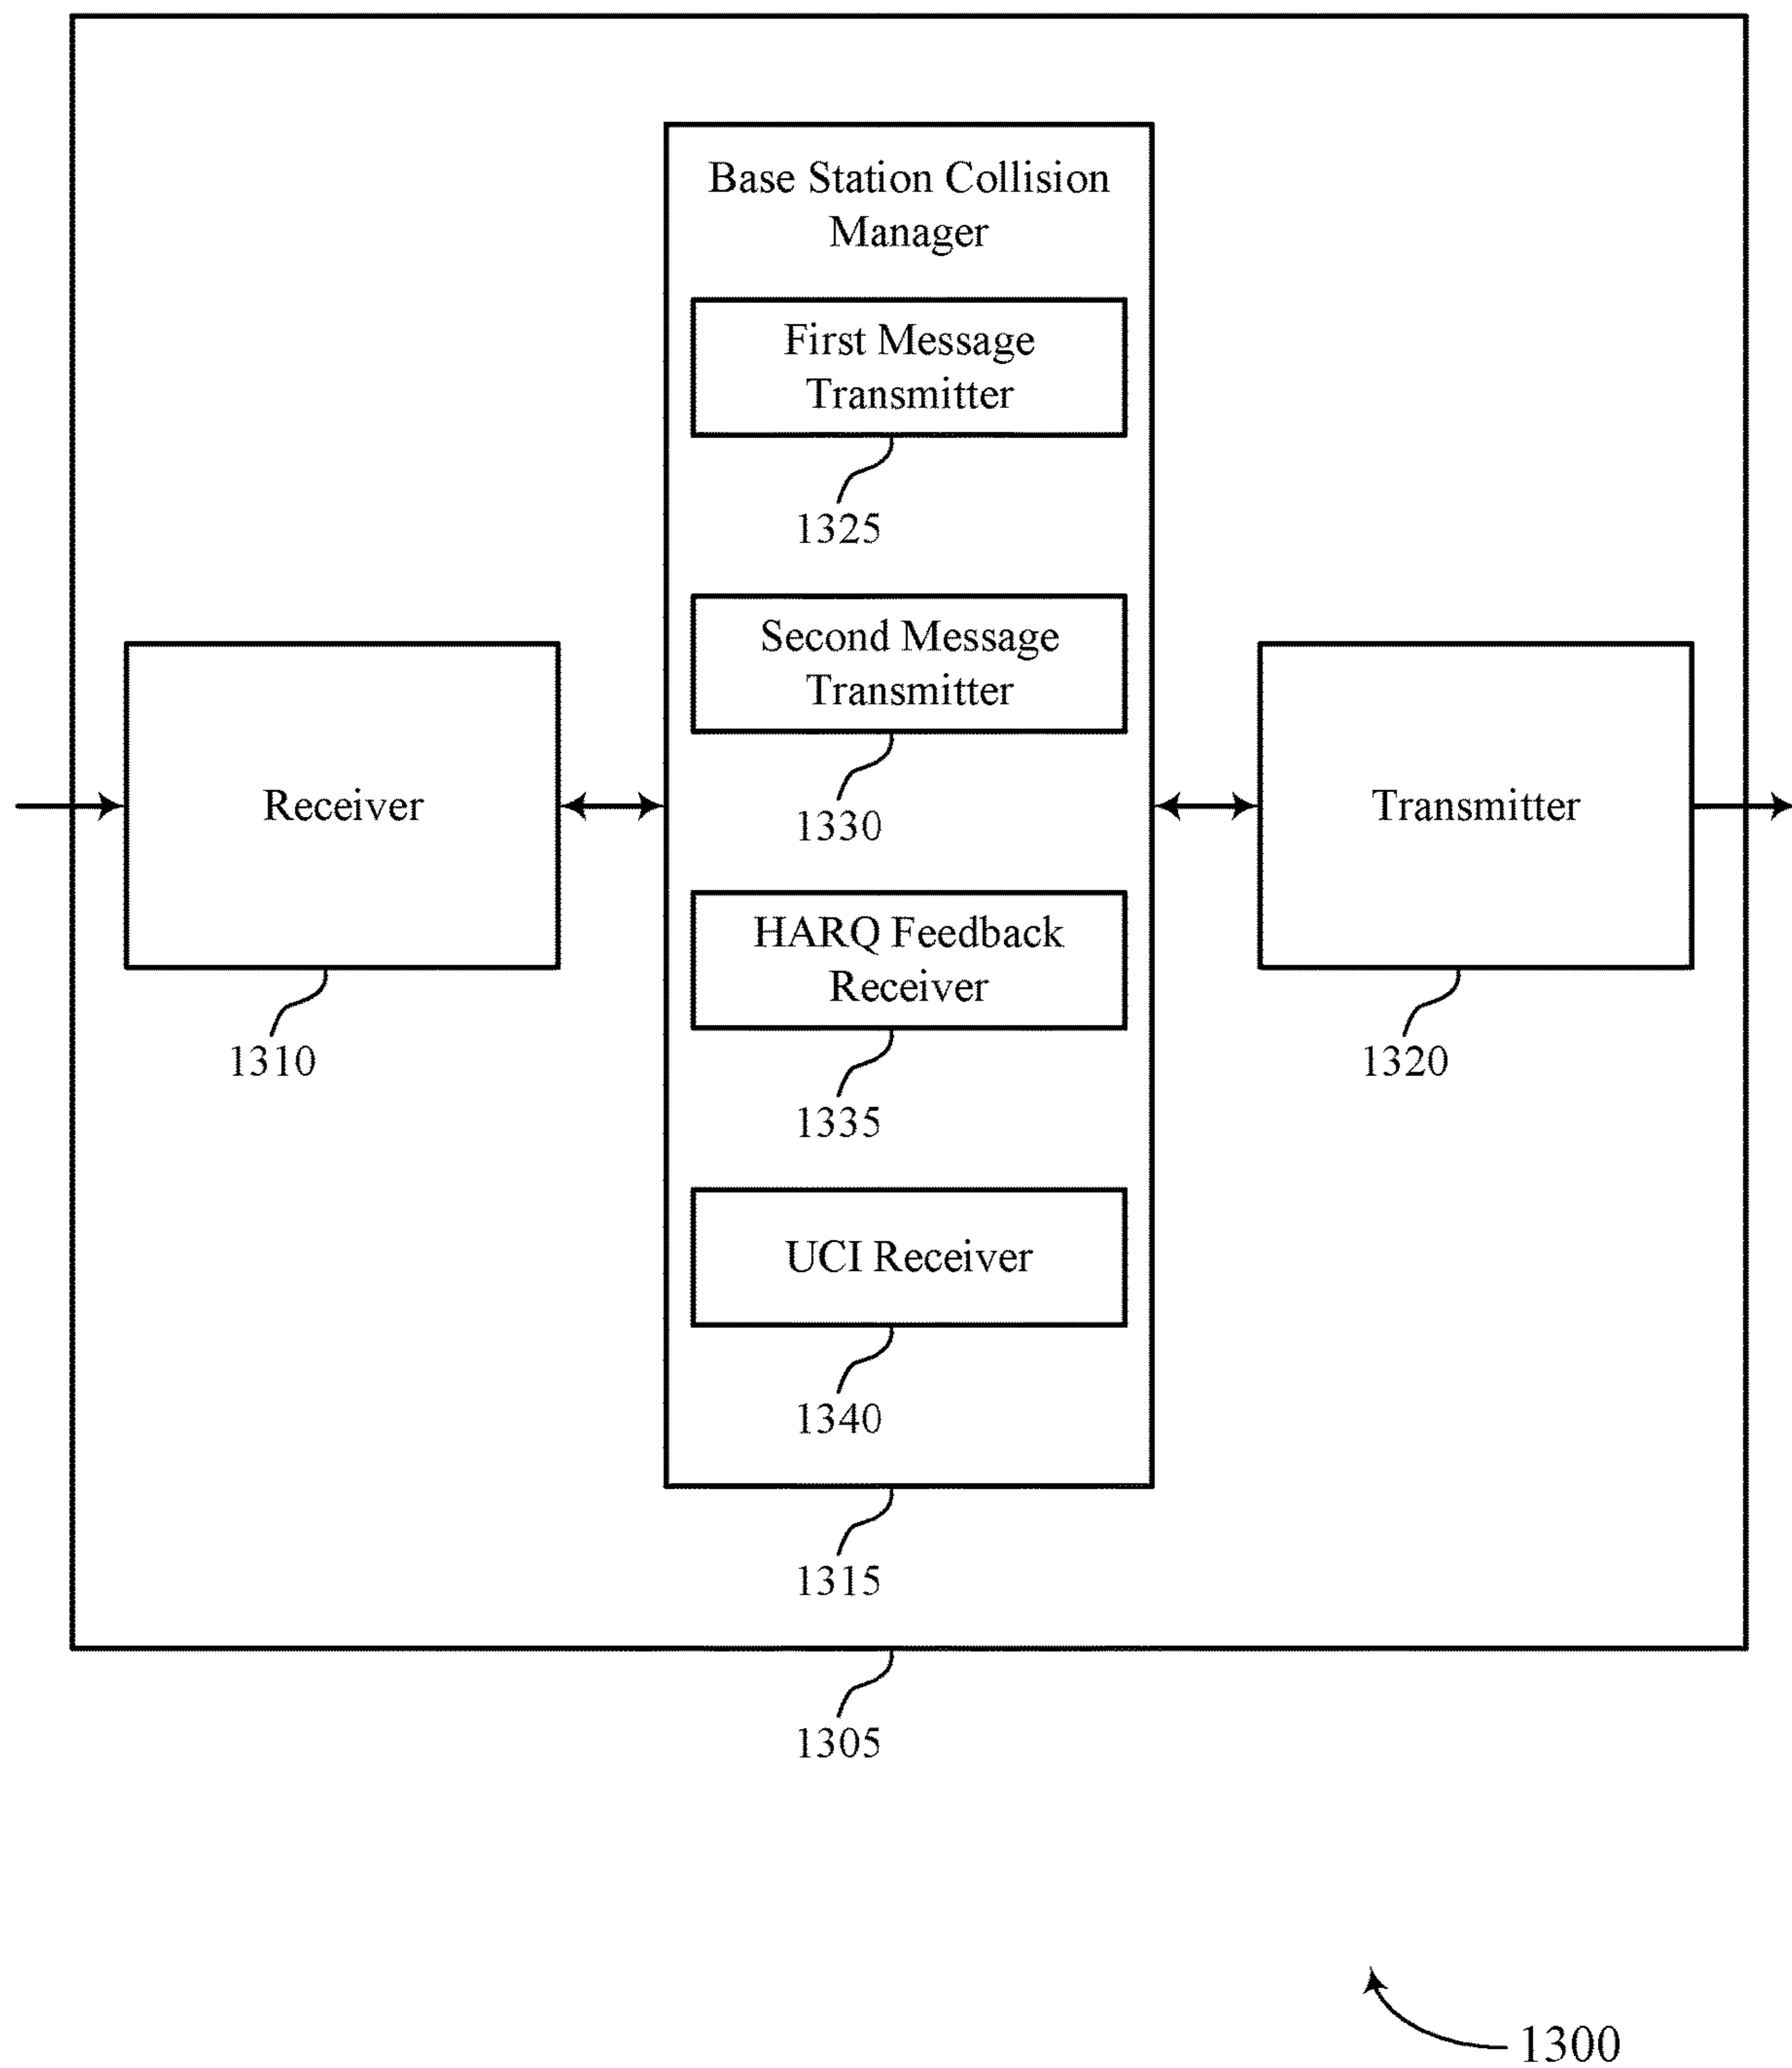 Base Station Collision
Manager
First Message
Transmitter
1325
Second Message
Transmitter
1330
Receiver
1310
Transmitter
1320
HARQ Feedback
Receiver
1335
UCI Receiver
1340
1315
1305
1300